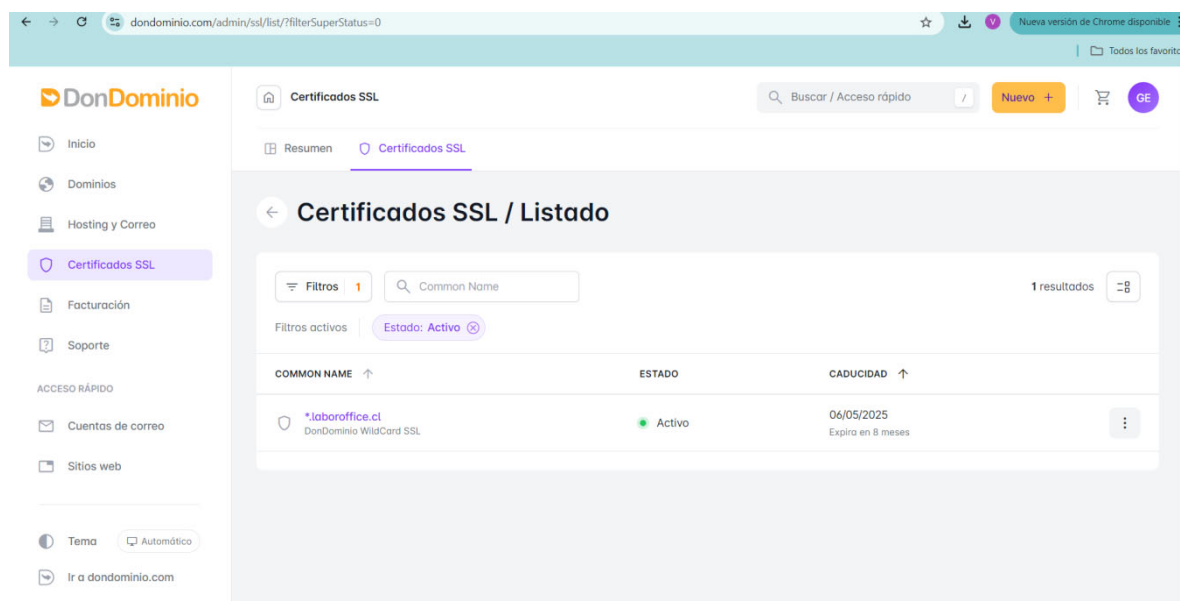 dondominio.com/admin/ssl/list/?filterSuperStatus=0
Nueva versión de Chrome disponible
Todos los favorito
DonDominio
Certificados SSL
Buscar / Acceso rápido
/
Nuevo +
GE
Inicio
Resumen
Certificados SSL
Dominios
Certificados SSL / Listado
Hosting y Correo
Certificados SSL
Filtros 1
Common Name
1 resultados
Facturación
Filtros activos
Estado: Activo
Soporte
COMMON NAME
ESTADO
CADUCIDAD
ACCESO RÁPIDO
*.laboroffice.cl
DonDominio WildCard SSL
Activo
06/05/2025
Expira en 8 meses
Cuentas de correo
Sitios web
Tema
Automático
Ir a dondominio.com
V